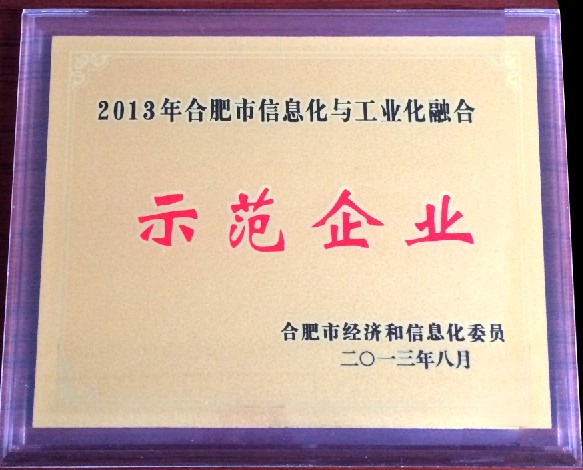 2013年合肥市信息化与工业化融合
示范企业
合肥市经济和信息化委员
二〇一三年八月